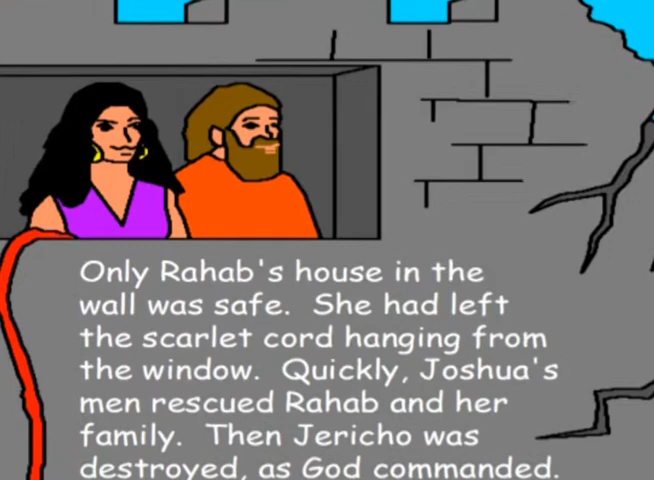 Only Rahab's house in the
wall was safe. She had left
the scarlet cord hanging from
the window. Quickly, Joshua's
men rescued Rahab and her
family. Then Jericho was
destroyed, as God commanded.